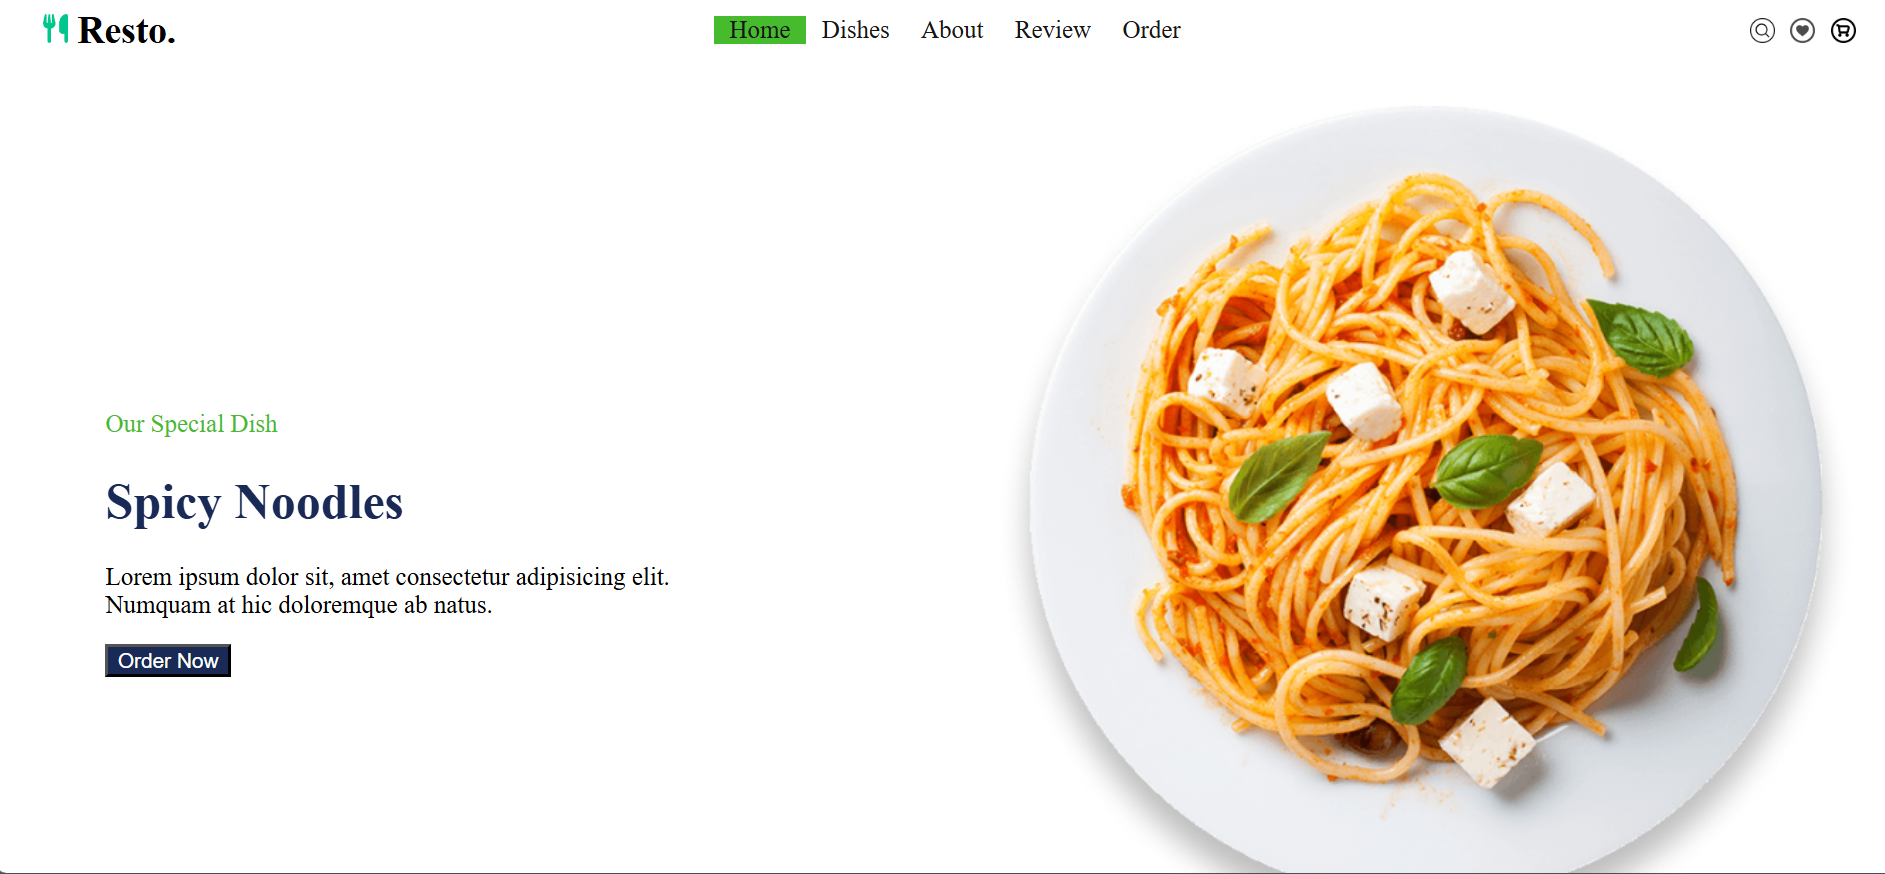 Resto.
Home Dishes About Review Order
Our Special Dish
Spicy Noodles
Lorem ipsum dolor sit, amet consectetur adipisicing elit.
Numquam at hic doloremque ab natus.
Order Now